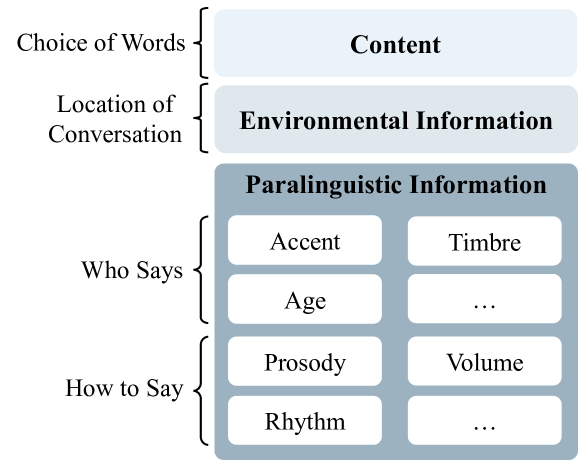 Choice of Words
Content
Location of
Conversation
Environmental Information
Paralinguistic Information
Who Says
Accent
Timbre
Age
…
How to Say
Prosody
Volume
Rhythm
…